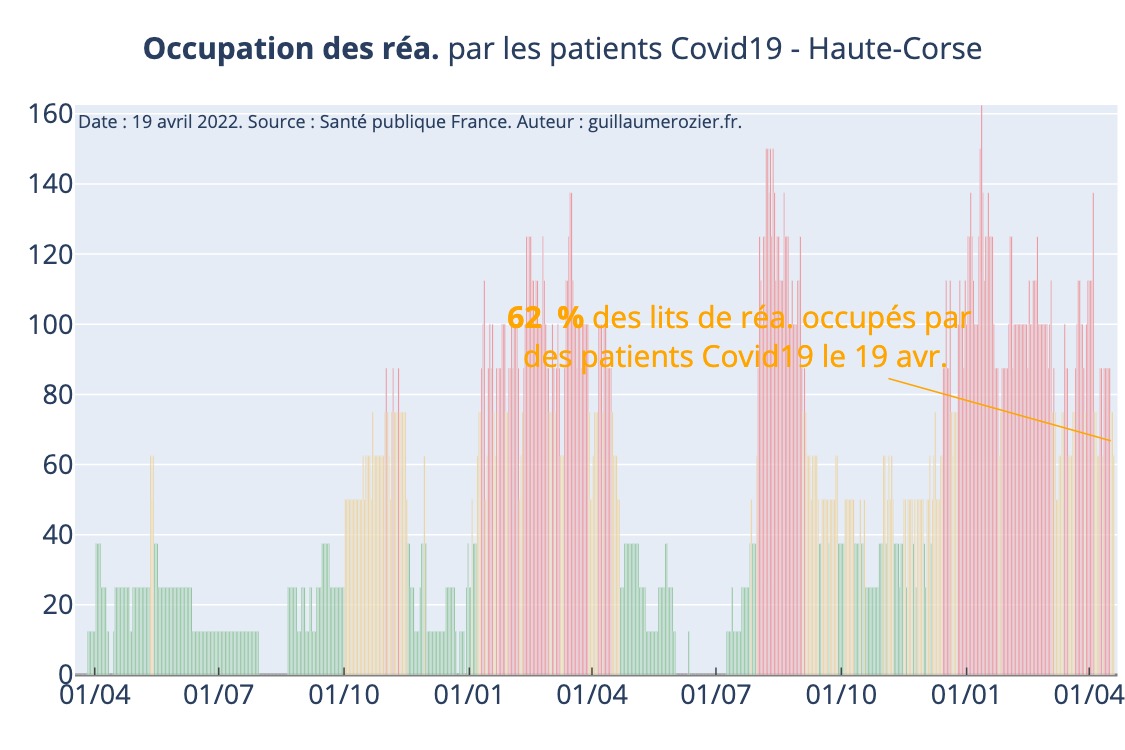 Occupation des réa. par les patients Covid19 - Haute-Corse
160
Date : 19 avril 2022. Source : Santé publique France. Auteur : guillaumerozier.fr.
140
120
100
62 % des lits de réa. occupés par
des patients Covid19 le 19 avr.
80
60
40
20
0
01/04 01/07 01/10 01/01 01/04 01/07 01/10 01/01 01/04